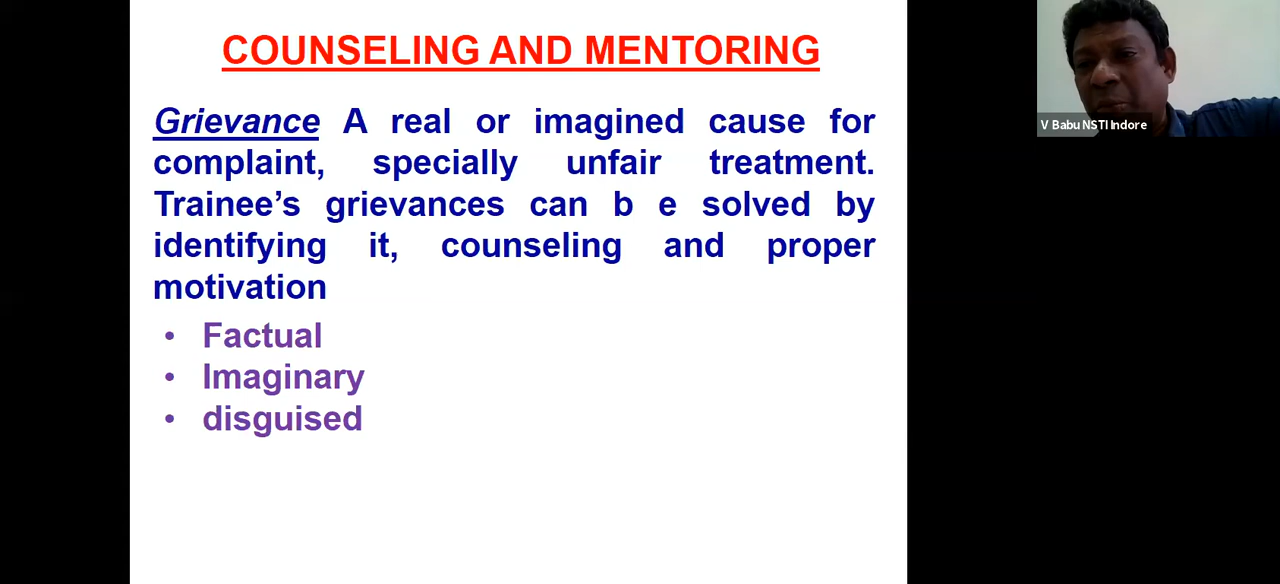 COUNSELING AND MENTORING
Grievance A real or imagined cause for
complaint, specially unfair treatment.
Trainee’s grievances can b e solved by
identifying it, counseling and proper
motivation
• Factual
• Imaginary
• disguised
V Babu NSTI Indore